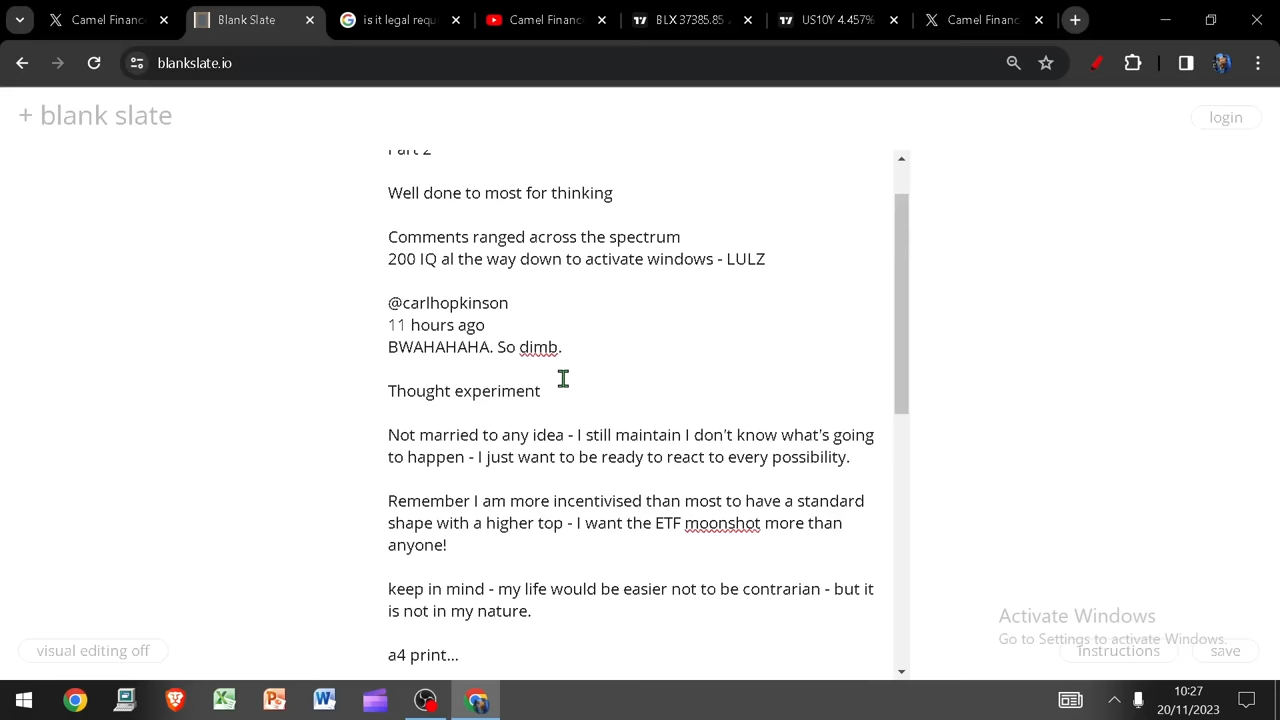 Camel Financ
Blank Slate
is it legal requ
Camel Financ
BLX 37385.85
US10Y 4.457%
Camel Financ
blankslate.io
+ blank slate
login
Part 2
Well done to most for thinking
Comments ranged across the spectrum
200 IQ al the way down to activate windows - LULZ
@carlhopkinson
11 hours ago
BWAHAHAHA. So dimb.
Thought experiment
Not married to any idea - I still maintain I don't know what's going
to happen - I just want to be ready to react to every possibility.
Remember I am more incentivised than most to have a standard
shape with a higher top - I want the ETF moonshot more than
anyone!
keep in mind - my life would be easier not to be contrarian - but it
is not in my nature.
a4 print...
Activate Windows
Go to Settings to activate Windows.
visual editing off
instructions
save
10:27
20/11/2023